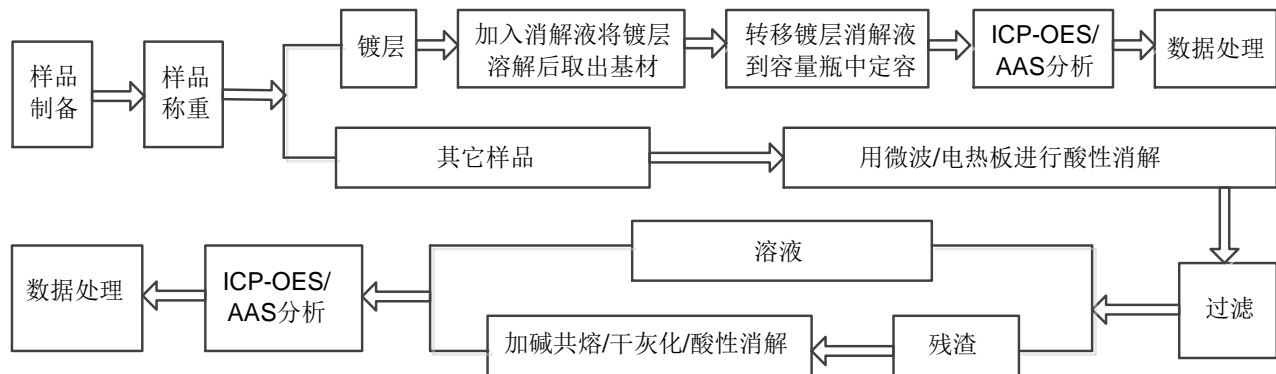 样品
制备
样品
称重
镀层
加入消解液将镀层
溶解后取出基材
转移镀层消解液
到容量瓶中定容
ICP-OES/
AAS分析
数据处理
其它样品
用微波/电热板进行酸性消解
过滤
溶液
残渣
加碱共熔/干灰化/酸性消解
ICP-OES/
AAS分析
数据处理